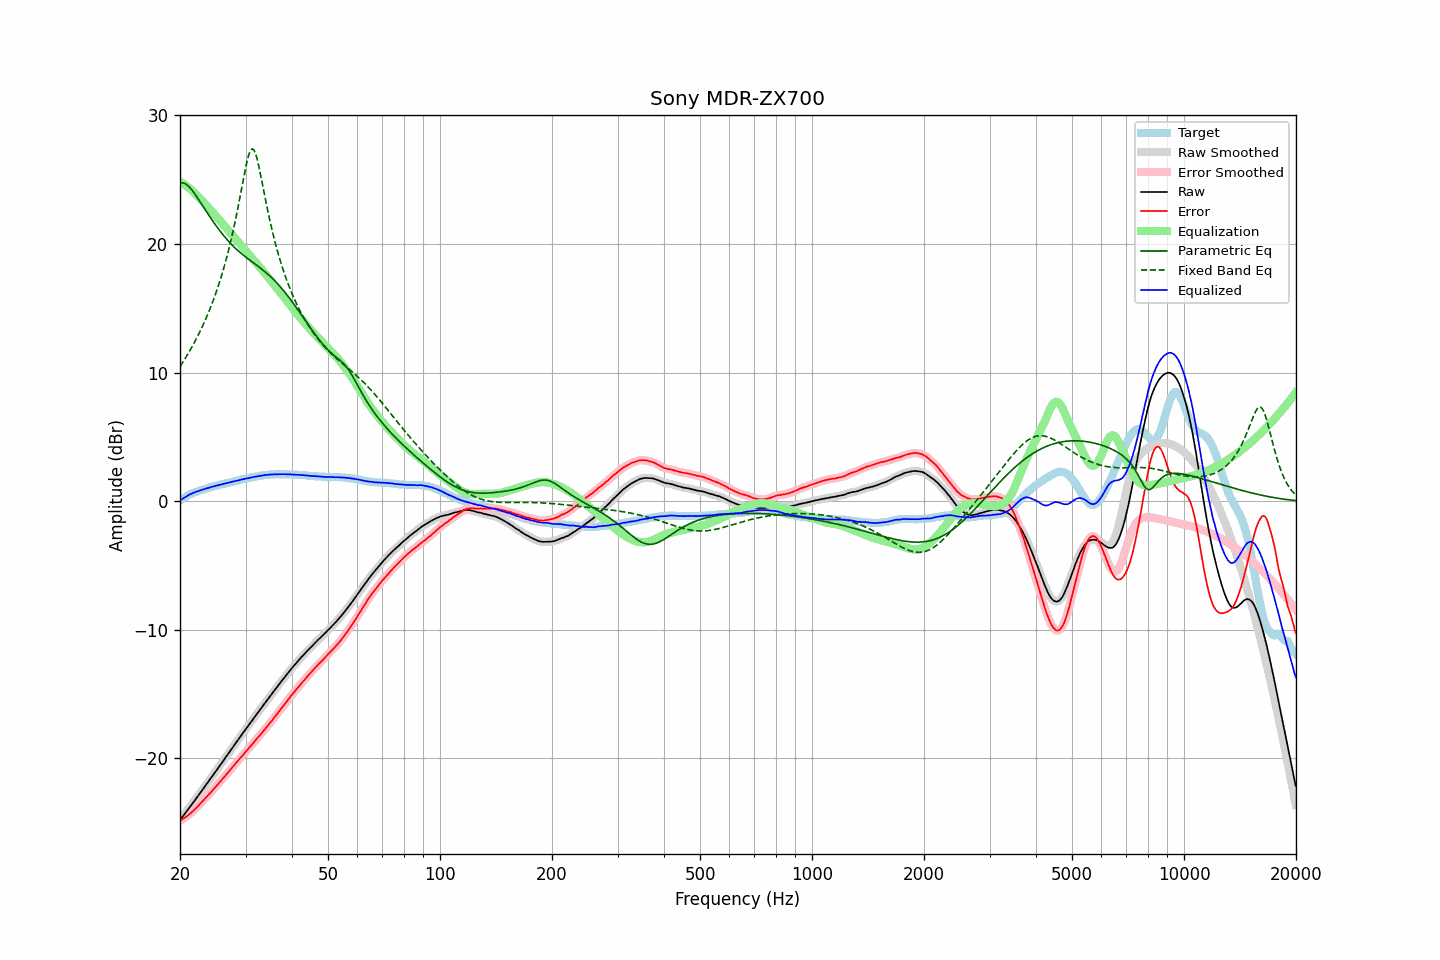 Sony MDR-ZX700
30
20
10
0
−10
−20
Amplitude (dBr)
20
50
100
200
500
1000
2000
5000
10000
20000
Frequency (Hz)
Target
Raw Smoothed
Error Smoothed
Raw
Error
Equalization
Parametric Eq
Fixed Band Eq
Equalized